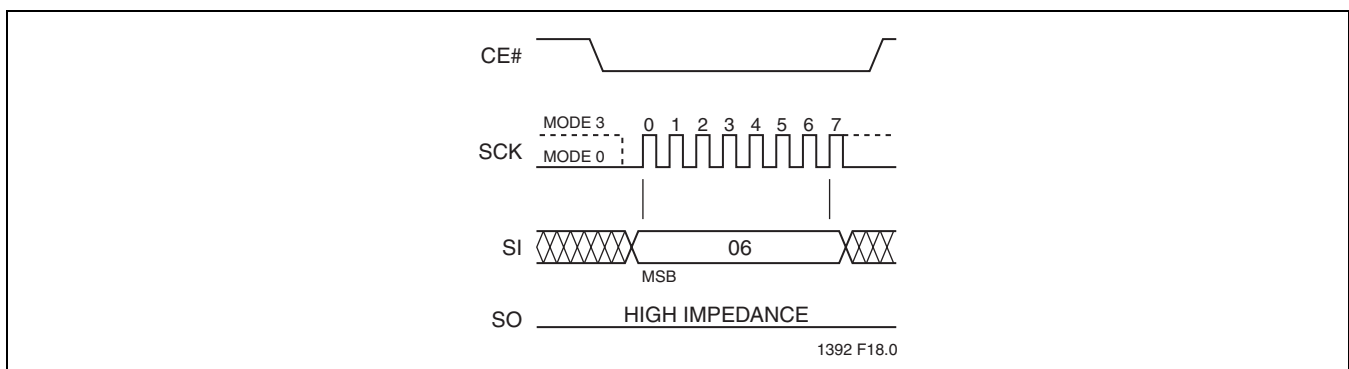 CE#
MODE 3
0 1 2 3 4 5 6 7
SCK
MODE 0
SI
06
MSB
SO
HIGH IMPEDANCE
1392 F18.0